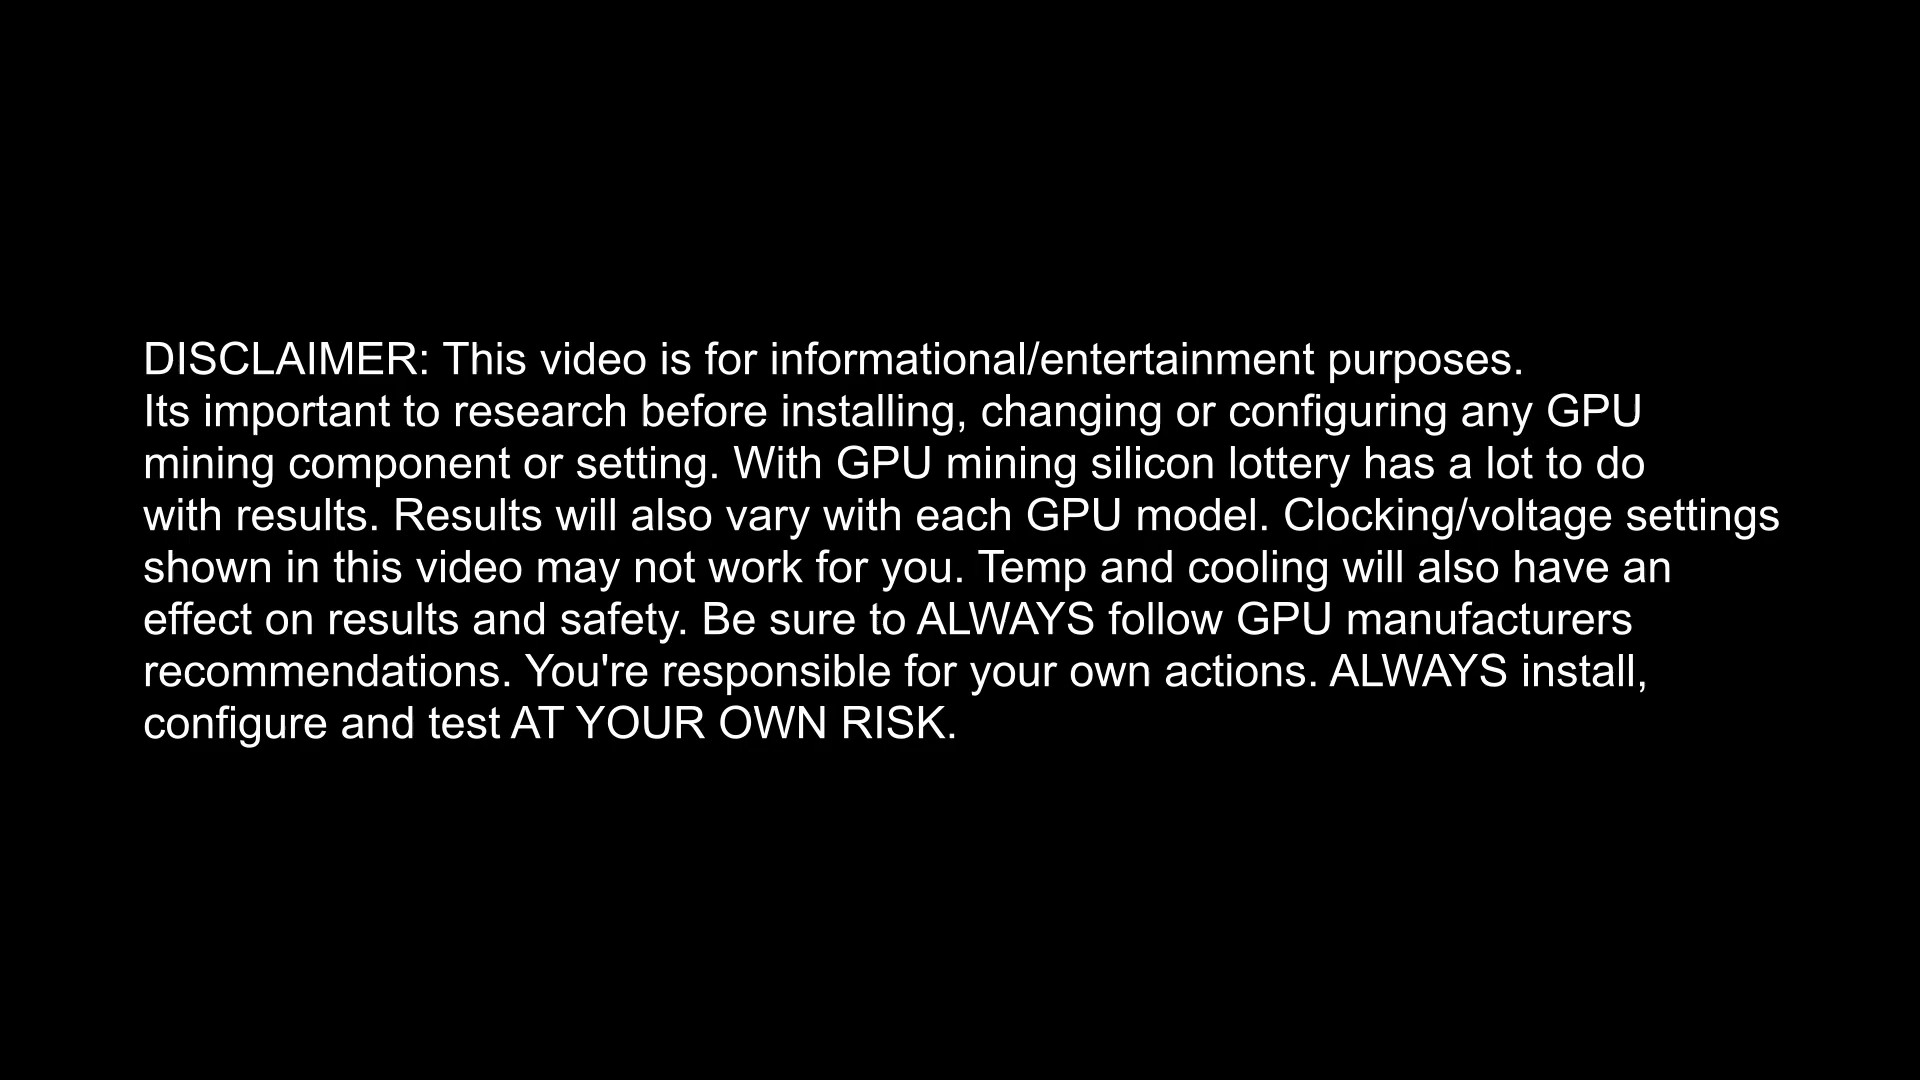 DISCLAIMER: This video is for informational/entertainment purposes.
Its important to research before installing, changing or configuring any GPU
mining component or setting. With GPU mining silicon lottery has a lot to do
with results. Results will also vary with each GPU model. Clocking/voltage settings
shown in this video may not work for you. Temp and cooling will also have an
effect on results and safety. Be sure to ALWAYS follow GPU manufacturers
recommendations. You're responsible for your own actions. ALWAYS install,
configure and test AT YOUR OWN RISK.